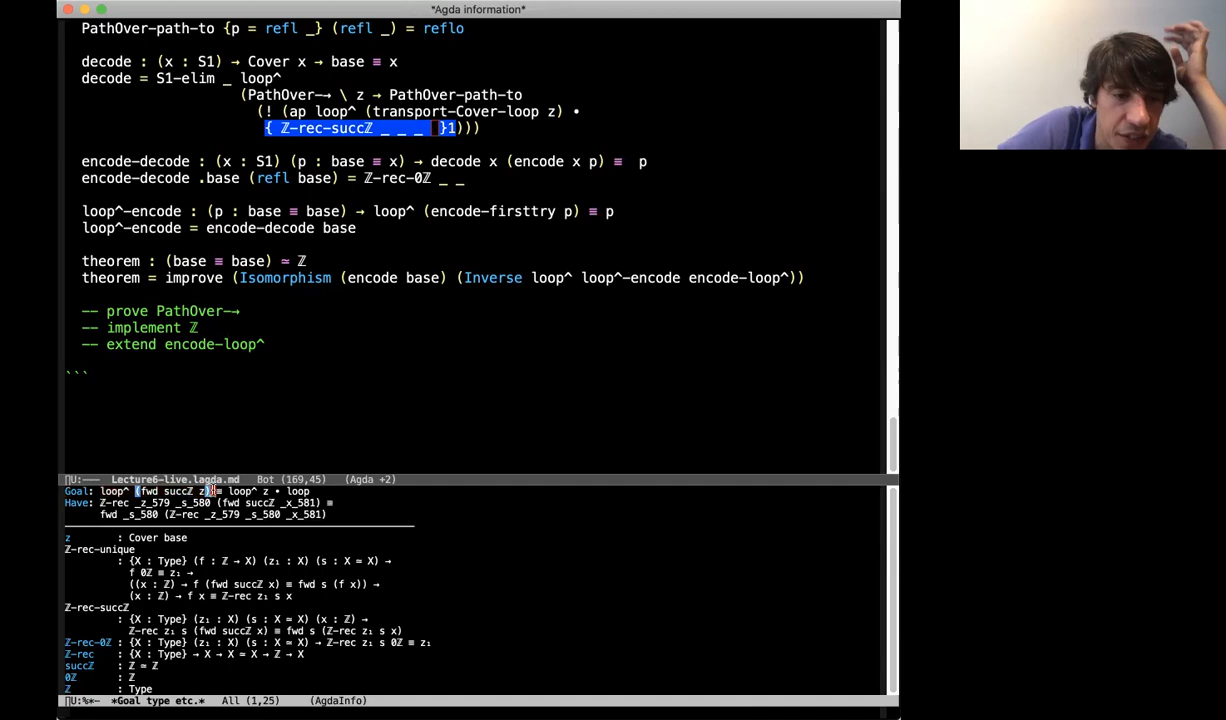 *Agda information*
PathOver-path-to {p = refl _} (refl _) = reflo
decode : (x : S1) → Cover x → base ≡ x
decode = S1-elim _ loop^
(PathOver-→ \ z → PathOver-path-to
(! (ap loop^ (transport-Cover-loop z) •
{ ℤ-rec-succℤ _ _ _ }1)))
encode-decode : (x : S1) (p : base ≡ x) → decode x (encode x p) ≡ p
encode-decode .base (refl base) = ℤ-rec-0ℤ _ _
loop^-encode : (p : base ≡ base) → loop^ (encode-firsttry p) ≡ p
loop^-encode = encode-decode base
theorem : (base ≡ base) ≃ ℤ
theorem = improve (Isomorphism (encode base) (Inverse loop^ loop^-encode encode-loop^))
-- prove PathOver-→
-- implement ℤ
-- extend encode-loop^
```
U:--- Lecture6-live.lagda.md Bot (169,45) (Agda +2)
Goal: loop^ (fwd succℤ z) ≡ loop^ z • loop
Have: ℤ-rec _z_579 _s_580 (fwd succℤ _x_581) ≡
fwd _s_580 (ℤ-rec _z_579 _s_580 _x_581)
z : Cover base
ℤ-rec-unique
: {X : Type} (f : ℤ → X) (z₁ : X) (s : X ≃ X) →
f 0ℤ ≡ z₁ →
((x : ℤ) → f (fwd succℤ x) ≡ fwd s (f x)) →
(x : ℤ) → f x ≡ ℤ-rec z₁ s x
ℤ-rec-succℤ
: {X : Type} (z₁ : X) (s : X ≃ X) (x : ℤ) →
ℤ-rec z₁ s (fwd succℤ x) ≡ fwd s (ℤ-rec z₁ s x)
ℤ-rec-0ℤ : {X : Type} (z₁ : X) (s : X ≃ X) → ℤ-rec z₁ s 0ℤ ≡ z₁
ℤ-rec : {X : Type} → X → X ≃ X → ℤ → X
succℤ : ℤ ≃ ℤ
0ℤ : ℤ
ℤ : Type
U:%*- *Goal type etc.* All (1,25) (AgdaInfo)